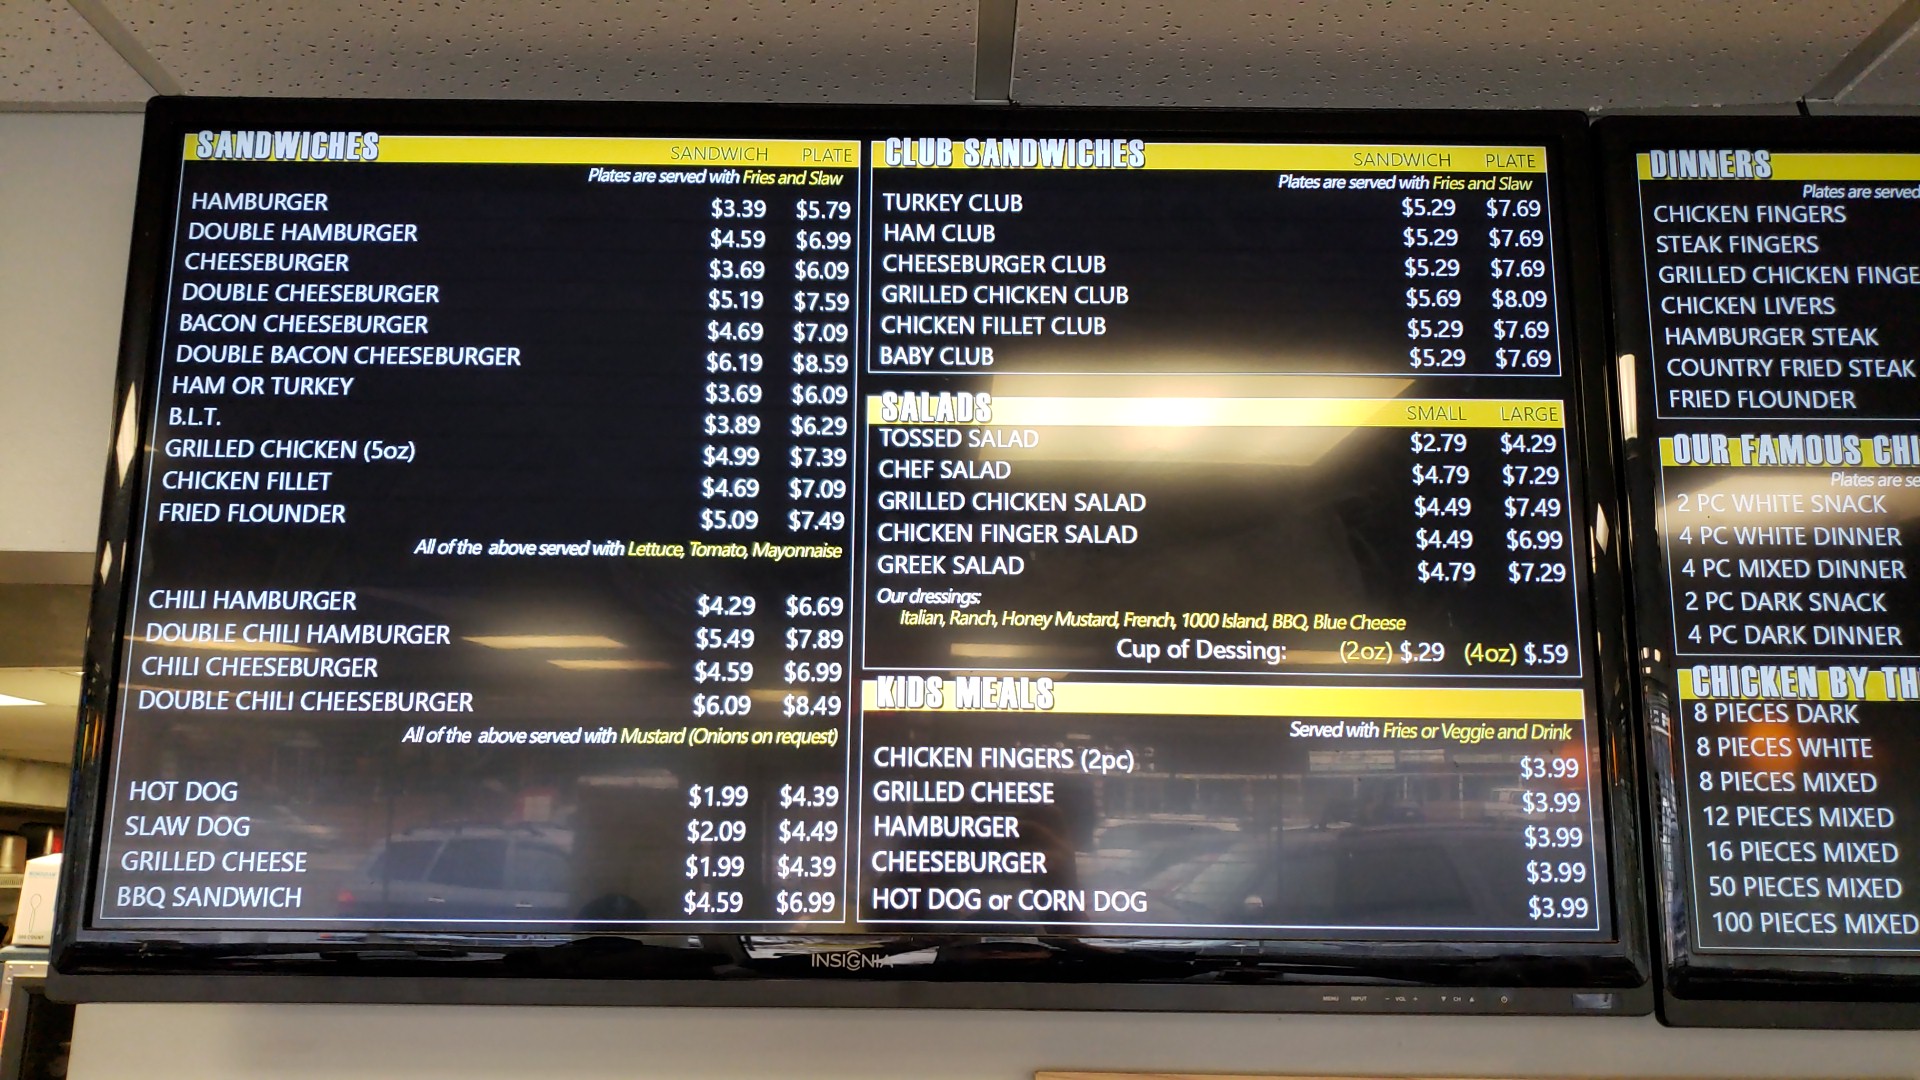 SANDWICHES SANDWICH PLATE
Plates are served with Fries and Slaw
HAMBURGER $3.39 $5.79
DOUBLE HAMBURGER $4.59 $6.99
CHEESEBURGER $3.69 $6.09
DOUBLE CHEESEBURGER $5.19 $7.59
BACON CHEESEBURGER $4.69 $7.09
DOUBLE BACON CHEESEBURGER $6.19 $8.59
HAM OR TURKEY $3.69 $6.09
B.L.T. $3.89 $6.29
GRILLED CHICKEN (5oz) $4.99 $7.39
CHICKEN FILLET $4.69 $7.09
FRIED FLOUNDER $5.09 $7.49
All of the above served with Lettuce, Tomato, Mayonnaise
CHILI HAMBURGER $4.29 $6.69
DOUBLE CHILI HAMBURGER $5.49 $7.89
CHILI CHEESEBURGER $4.59 $6.99
DOUBLE CHILI CHEESEBURGER $6.09 $8.49
All of the above served with Mustard (Onions on request)
HOT DOG $1.99 $4.39
SLAW DOG $2.09 $4.49
GRILLED CHEESE $1.99 $4.39
BBQ SANDWICH $4.59 $6.99
CLUB SANDWICHES SANDWICH PLATE
Plates are served with Fries and Slaw
TURKEY CLUB $5.29 $7.69
HAM CLUB $5.29 $7.69
CHEESEBURGER CLUB $5.29 $7.69
GRILLED CHICKEN CLUB $5.69 $8.09
CHICKEN FILLET CLUB $5.29 $7.69
BABY CLUB $5.29 $7.69
SALADS SMALL LARGE
TOSSED SALAD $2.79 $4.29
CHEF SALAD $4.79 $7.29
GRILLED CHICKEN SALAD $4.49 $7.49
CHICKEN FINGER SALAD $4.49 $6.99
GREEK SALAD $4.79 $7.29
Our dressings:
Italian, Ranch, Honey Mustard, French, 1000 Island, BBQ, Blue Cheese
Cup of Dessing: (2oz) $.29 (4oz) $.59
KIDS MEALS
Served with Fries or Veggie and Drink
CHICKEN FINGERS (2pc) $3.99
GRILLED CHEESE $3.99
HAMBURGER $3.99
CHEESEBURGER $3.99
HOT DOG or CORN DOG $3.99
INSIGNIA
MENU INPUT - VOL + ▼ CH ▲
DINNERS
Plates are served
CHICKEN FINGERS
STEAK FINGERS
GRILLED CHICKEN FINGE
CHICKEN LIVERS
HAMBURGER STEAK
COUNTRY FRIED STEAK
FRIED FLOUNDER
OUR FAMOUS CHI
Plates are se
2 PC WHITE SNACK
4 PC WHITE DINNER
4 PC MIXED DINNER
2 PC DARK SNACK
4 PC DARK DINNER
CHICKEN BY TH
8 PIECES DARK
8 PIECES WHITE
8 PIECES MIXED
12 PIECES MIXED
16 PIECES MIXED
50 PIECES MIXED
100 PIECES MIXED